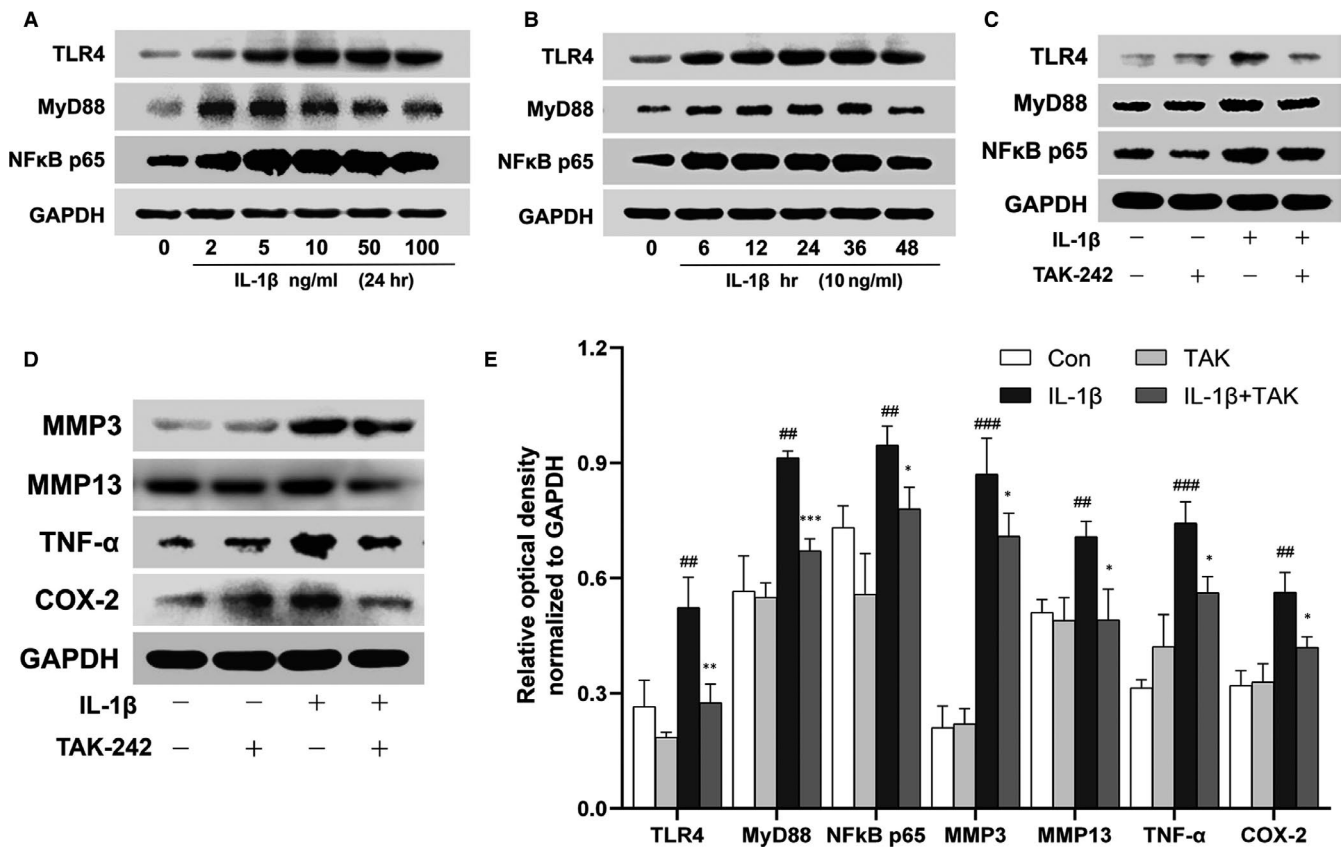 A
TLR4
MyD88
NFκB p65
GAPDH
0 2 5 10 50 100
IL-1β ng/ml (24 hr)
B
TLR4
MyD88
NFκB p65
GAPDH
0 6 12 24 36 48
IL-1β hr (10 ng/ml)
C
TLR4
MyD88
NFκB p65
GAPDH
IL-1β − − + +
TAK-242 − + − +
D
MMP3
MMP13
TNF-α
COX-2
GAPDH
IL-1β − − + +
TAK-242 − + − +
E
Relative optical density
normalized to GAPDH
1.2
0.9
0.6
0.3
0.0
Con TAK
IL-1β IL-1β+TAK
## **
## ***
## *
### *
## *
### *
## *
TLR4 MyD88 NFkB p65 MMP3 MMP13 TNF-α COX-2